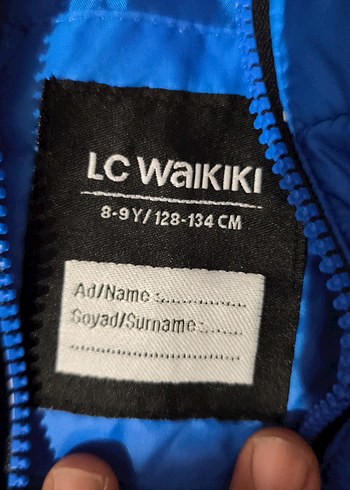 LC WAIKIKI
8-9 Y/ 128-134 CM
Ad/Name :....................
Soyad/Surname :........
........................................